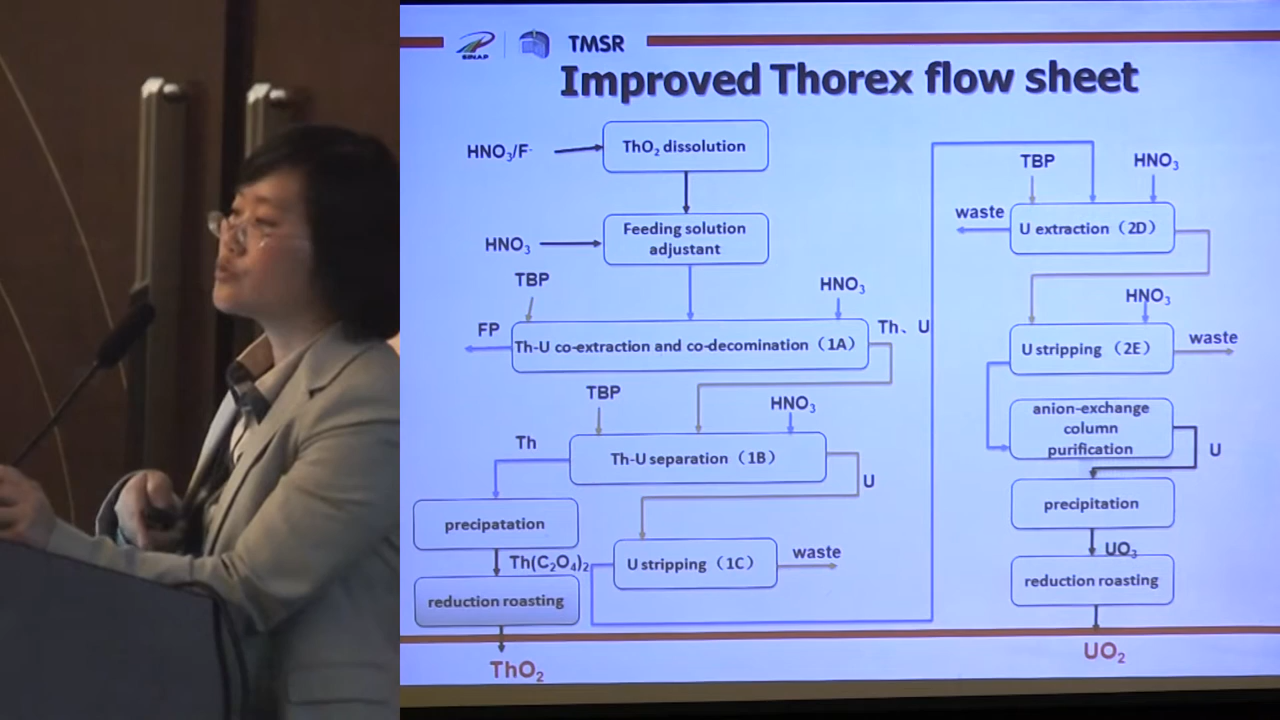 SINAP
TMSR
Improved Thorex flow sheet
HNO₃/F⁻
ThO₂ dissolution
HNO₃
Feeding solution
adjustant
TBP
HNO₃
FP
Th-U co-extraction and co-decomination（1A）
Th、U
TBP
HNO₃
Th
Th-U separation（1B）
U
precipatation
Th(C₂O₄)₂
U stripping（1C）
waste
reduction roasting
ThO₂
TBP
HNO₃
waste
U extraction（2D）
HNO₃
U stripping（2E）
waste
anion-exchange
column
purification
U
precipitation
UO₃
reduction roasting
UO₂